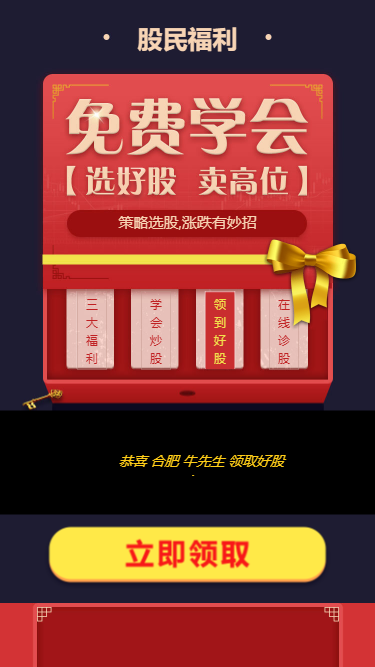 • 股民福利 •
免费学会
【选好股 卖高位】
策略选股,涨跌有妙招
三大福利
学会炒股
领到好股
在线诊股
恭喜 合肥 牛先生 领取好股
立即领取